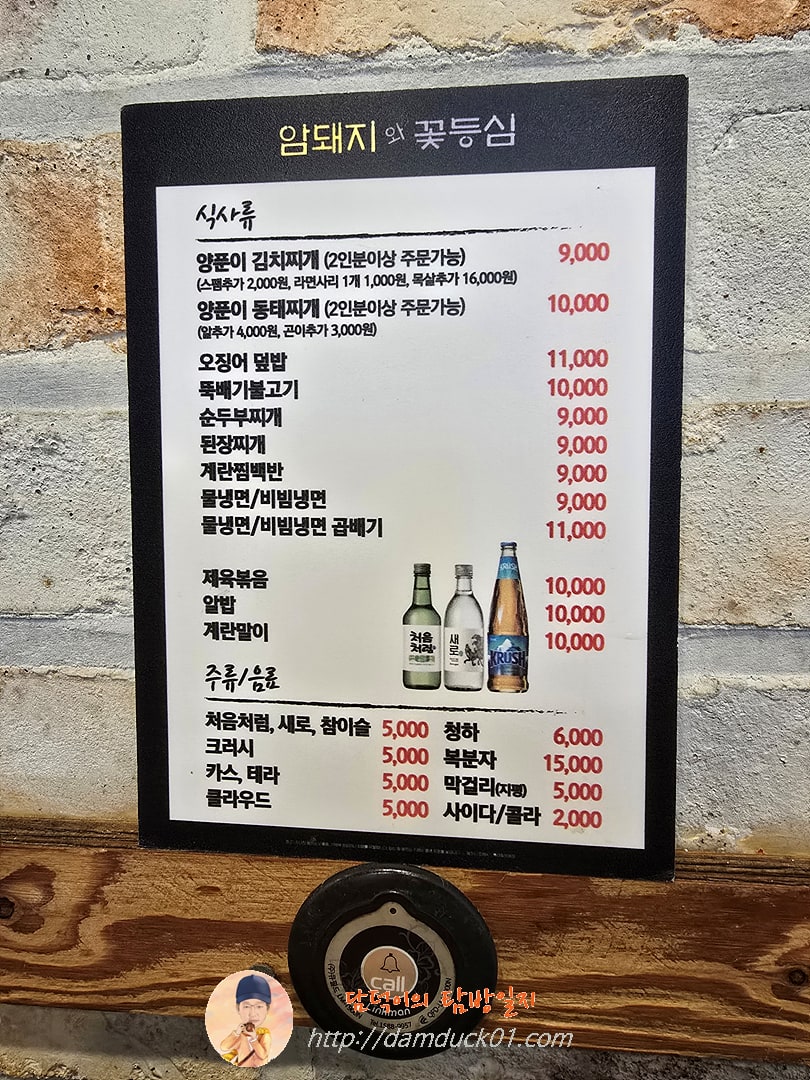 암돼지와 꽃등심
식사류
양푼이 김치찌개 (2인분이상 주문가능) 9,000
(스팸추가 2,000원, 라면사리 1개 1,000원, 목살추가 16,000원)
양푼이 동태찌개 (2인분이상 주문가능) 10,000
(알추가 4,000원, 곤이추가 3,000원)
오징어 덮밥 11,000
뚝배기불고기 10,000
순두부찌개 9,000
된장찌개 9,000
계란찜백반 9,000
물냉면/비빔냉면 9,000
물냉면/비빔냉면 곱배기 11,000
제육볶음 10,000
알밥 10,000
계란말이 10,000
처음처럼 새로 KRUSH
KRUSH
주류/음료
처음처럼, 새로, 참이슬 5,000 청하 6,000
크러시 5,000 복분자 15,000
카스, 테라 5,000 막걸리(지평) 5,000
클라우드 5,000 사이다/콜라 2,000
call
담덕이의 탐방일지
http://damduck01.com